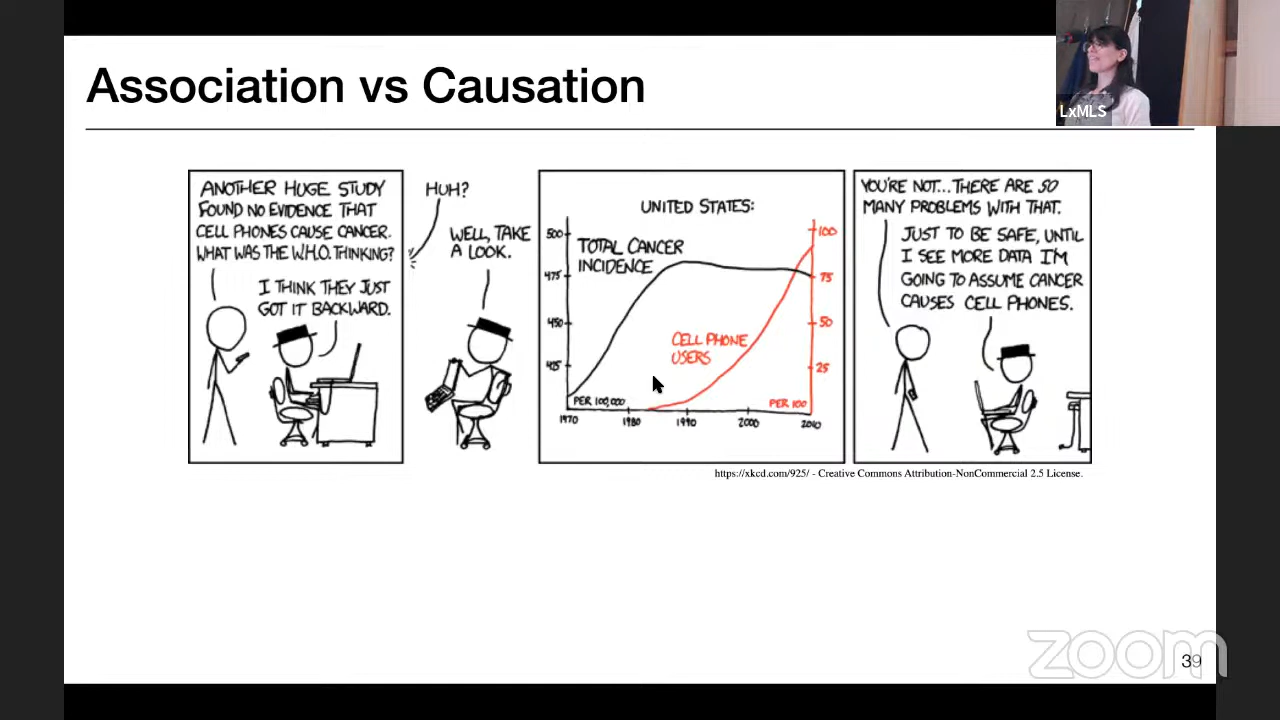 Association vs Causation
LxMLS
ANOTHER HUGE STUDY
FOUND NO EVIDENCE THAT
CELL PHONES CAUSE CANCER.
WHAT WAS THE W.H.O. THINKING?
I THINK THEY JUST
GOT IT BACKWARD.
HUH?
WELL, TAKE
A LOOK.
UNITED STATES:
500
475
450
425
TOTAL CANCER
INCIDENCE
CELL PHONE
USERS
100
75
50
25
PER 100,000
PER 100
1970 1980 1990 2000 2010
YOU'RE NOT... THERE ARE SO
MANY PROBLEMS WITH THAT.
JUST TO BE SAFE, UNTIL
I SEE MORE DATA I'M
GOING TO ASSUME CANCER
CAUSES CELL PHONES.
https://xkcd.com/925/ - Creative Commons Attribution-NonCommercial 2.5 License.
zoom
39